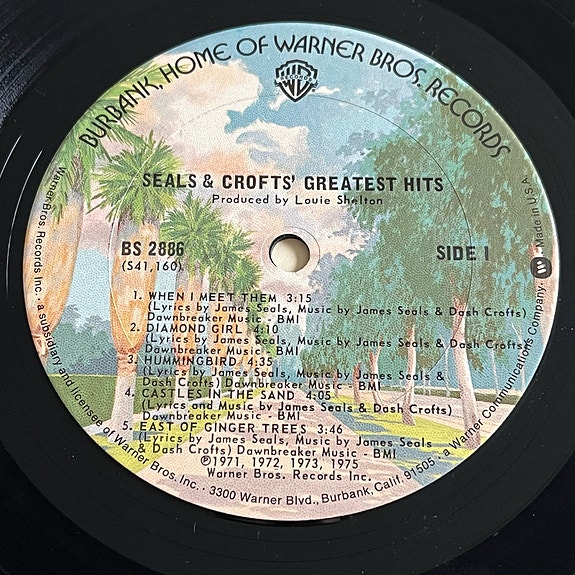 BURBANK, HOME OF WARNER BROS. RECORDS
WB
RECORDS
SEALS & CROFTS' GREATEST HITS
Produced by Louie Shelton
BS 2886
(S41,160)
SIDE 1
1. WHEN I MEET THEM 3:15
(Lyrics by James Seals, Music by James Seals & Dash Crofts)
Dawnbreaker Music - BMI
2. DIAMOND GIRL 4:10
(Lyrics by James Seals, Music by James Seals & Dash Crofts)
Dawnbreaker Music - BMI
3. HUMMINGBIRD 4:35
(Lyrics by James Seals, Music by James Seals &
Dash Crofts) Dawnbreaker Music - BMI
4. CASTLES IN THE SAND 4:05
(Lyrics and Music by James Seals & Dash Crofts)
Dawnbreaker Music - BMI
5. EAST OF GINGER TREES 3:46
(Lyrics by James Seals, Music by James Seals
& Dash Crofts) Dawnbreaker Music - BMI
℗1971, 1972, 1973, 1975
Warner Bros. Records Inc.
Warner Bros. Records Inc. · a subsidiary and licensee of Warner Bros. Inc. · 3300 Warner Blvd., Burbank, Calif. 91505 · a Warner Communications Company · Made in U.S.A.